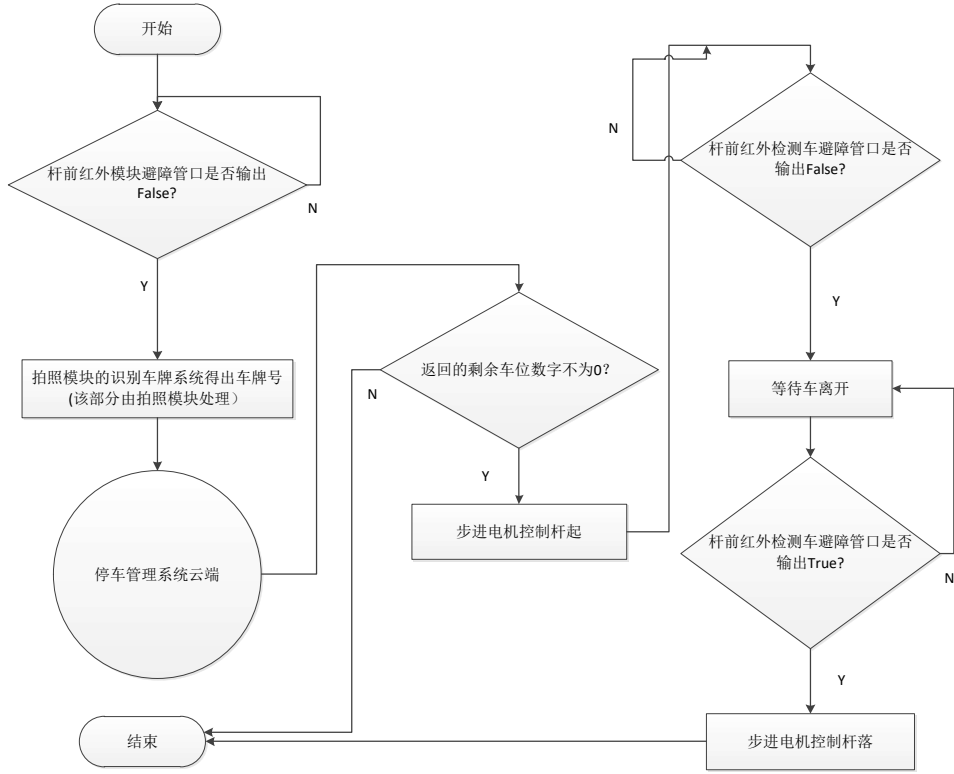 开始
杆前红外模块避障管口是否输出
False?
N
Y
拍照模块的识别车牌系统得出车牌号
(该部分由拍照模块处理）
停车管理系统云端
返回的剩余车位数字不为0?
N
Y
步进电机控制杆起
杆前红外检测车避障管口是否
输出False?
N
Y
等待车离开
杆前红外检测车避障管口是否
输出True?
N
Y
步进电机控制杆落
结束